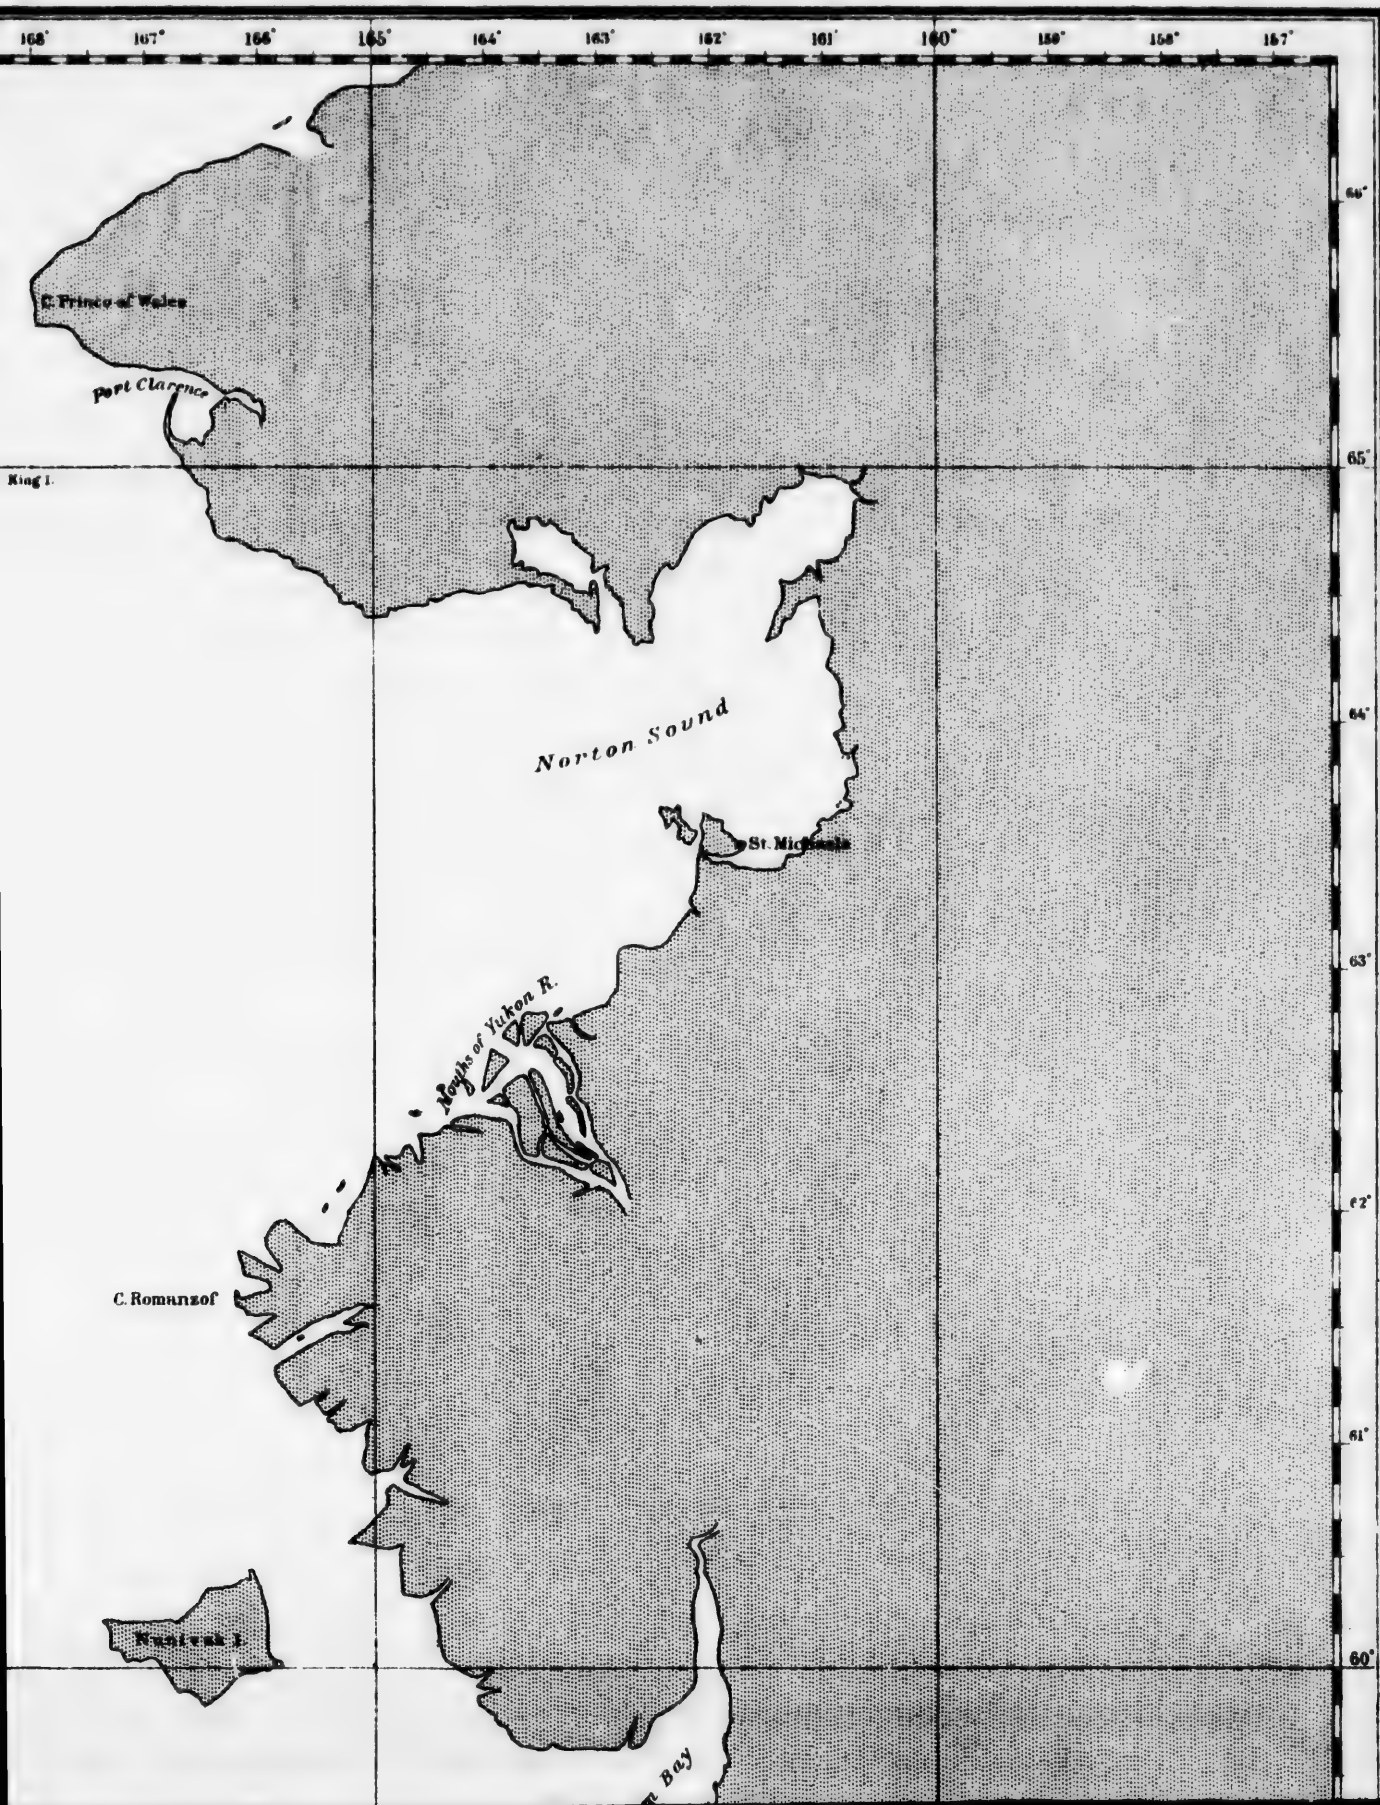 168° 167° 166° 165° 164° 163° 162° 161° 160° 159° 158° 157°
66°
C. Prince of Wales
Port Clarence
65°
King I.
64°
Norton Sound
St. Michaels
63°
Mouths of Yukon R.
62°
C. Romanzof
61°
Nunivak I.
60°
Bay